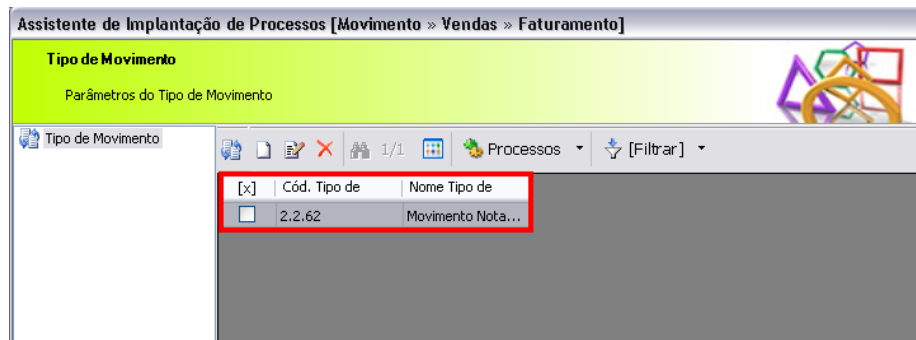 Assistente de Implantação de Processos [Movimento » Vendas » Faturamento]
Tipo de Movimento
Parâmetros do Tipo de Movimento
Tipo de Movimento
1/1 Processos [Filtrar]
[x] Cód. Tipo de Nome Tipo de
2.2.62 Movimento Nota...